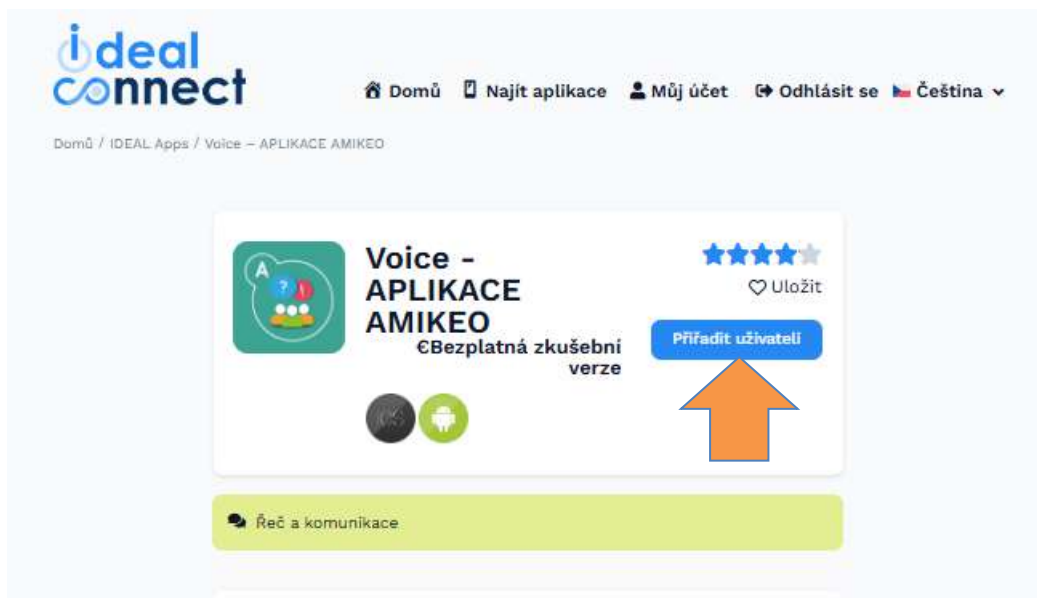 ideal
connect
Domů Najít aplikace Můj účet Odhlásit se Čeština
Domů / IDEAL Apps / Voice – APLIKACE AMIKEO
Voice -
APLIKACE
AMIKEO
€Bezplatná zkušební
verze
Uložit
Přiřadit uživateli
A
?
!
iOS
Řeč a komunikace